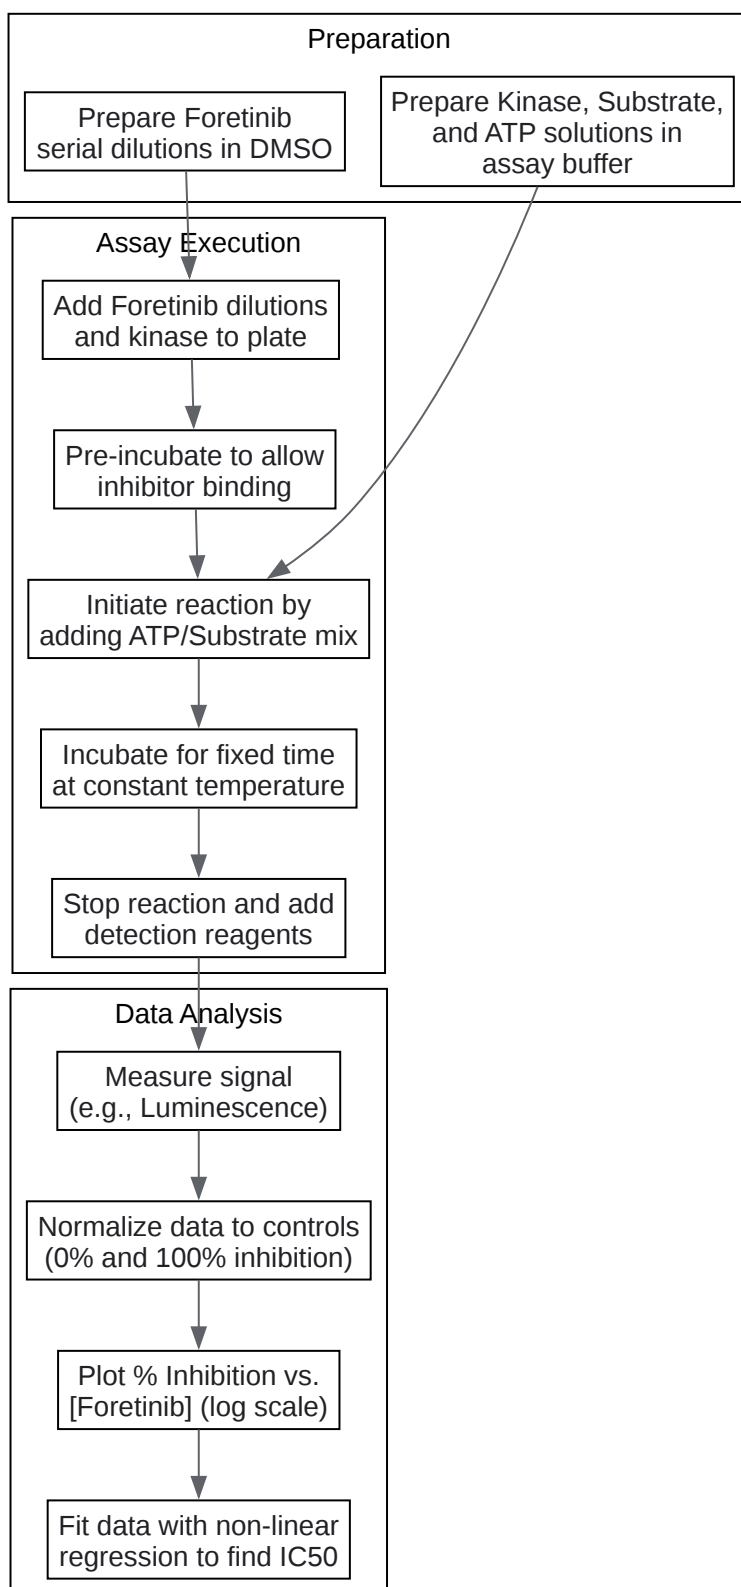 Preparation
Prepare Foretinib
serial dilutions in DMSO
Prepare Kinase, Substrate,
and ATP solutions in
assay buffer
Assay Execution
Add Foretinib dilutions
and kinase to plate
Pre-incubate to allow
inhibitor binding
Initiate reaction by
adding ATP/Substrate mix
Incubate for fixed time
at constant temperature
Stop reaction and add
detection reagents
Data Analysis
Measure signal
(e.g., Luminescence)
Normalize data to controls
(0% and 100% inhibition)
Plot % Inhibition vs.
[Foretinib] (log scale)
Fit data with non-linear
regression to find IC50